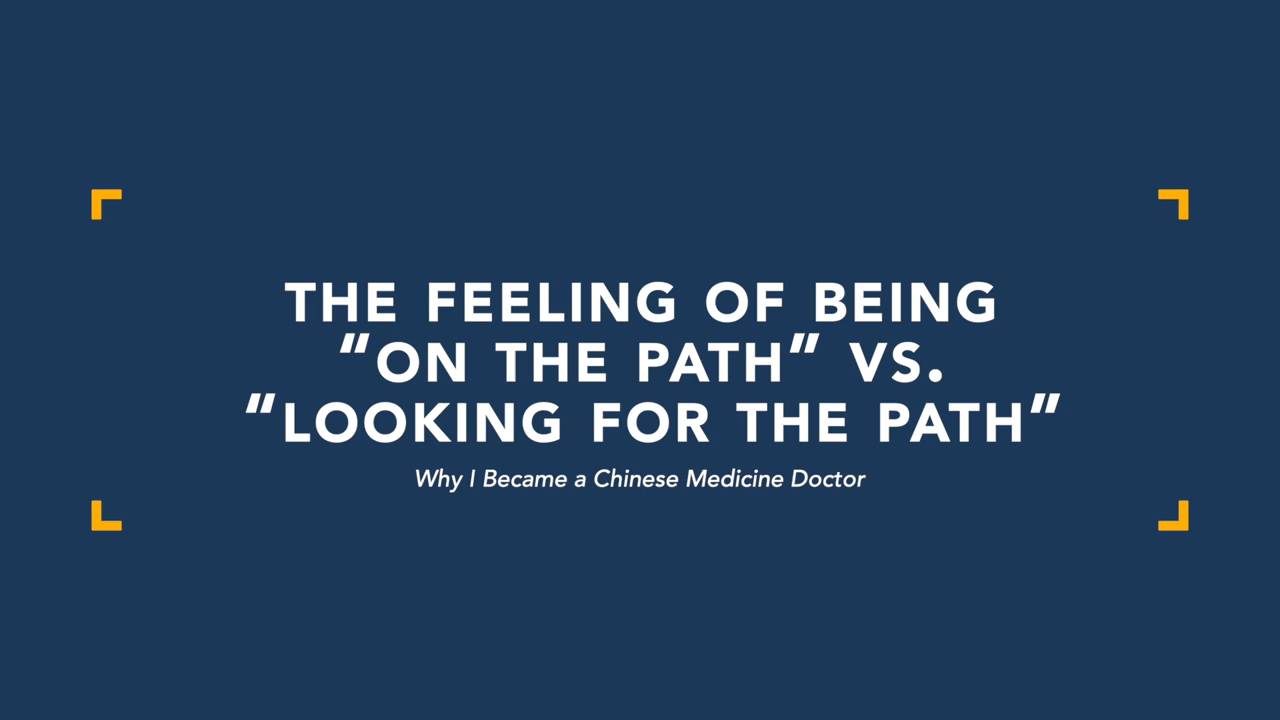 THE FEELING OF BEING
"ON THE PATH" VS.
"LOOKING FOR THE PATH"
Why I Became a Chinese Medicine Doctor